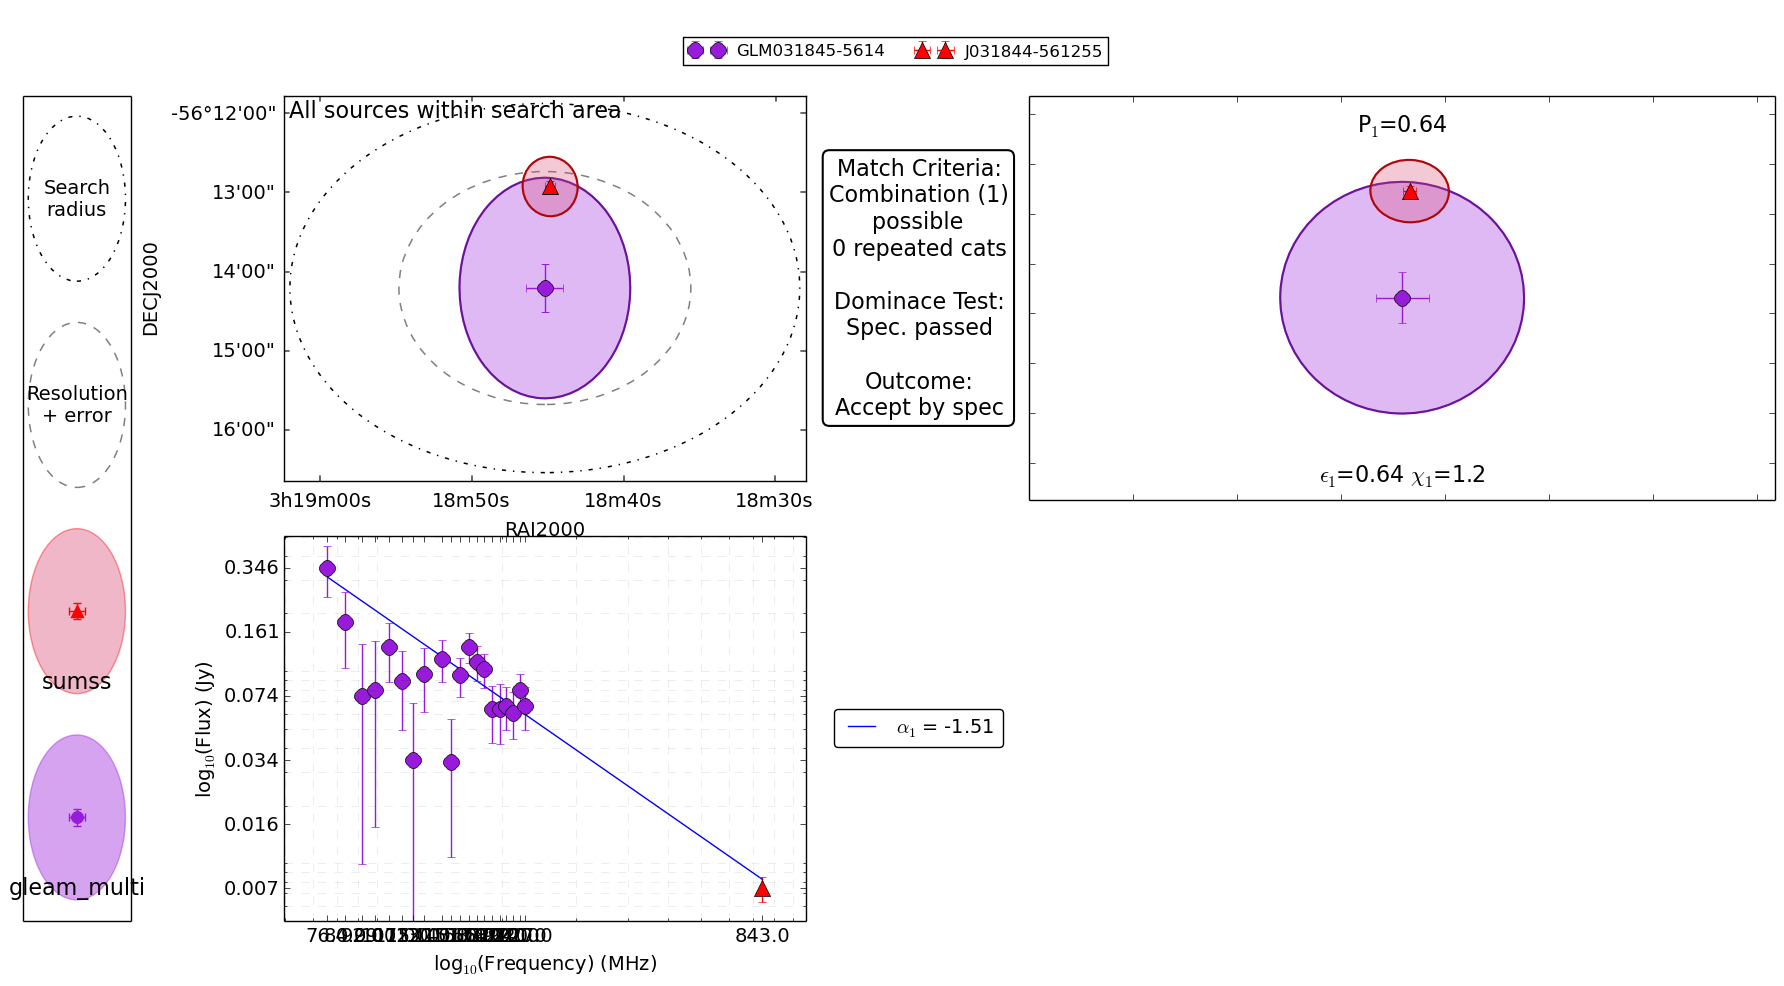 GLM031845-5614 J031844-561255
Search
radius
Resolution
+ error
sumss
gleam_multi
All sources within search area
DECJ2000
-56°12'00"
13'00"
14'00"
15'00"
16'00"
3h19m00s 18m50s 18m40s 18m30s
RAJ2000
Match Criteria:
Combination (1)
possible
0 repeated cats
Dominace Test:
Spec. passed
Outcome:
Accept by spec
P₁=0.64
ϵ₁=0.64 χ₁=1.2
log₁₀(Flux) (Jy)
0.346
0.161
0.074
0.034
0.016
0.007
843.0
log₁₀(Frequency) (MHz)
α₁ = -1.51